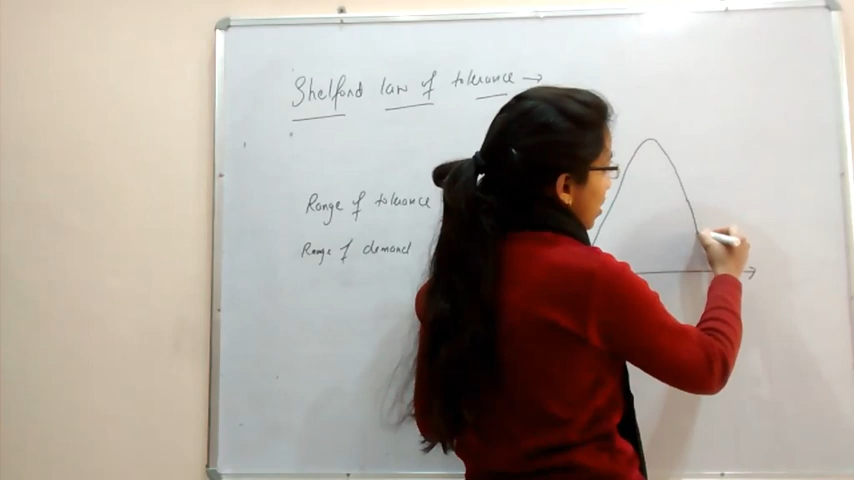 Shelford law of tolerance →
Range of tolerance
Range of demand